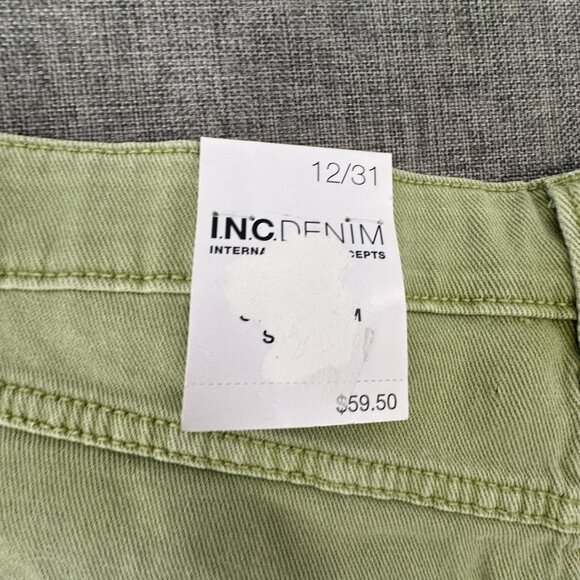 12/31
I.N.C.DENIM
INTERNA CEPTS
M
S
$59.50